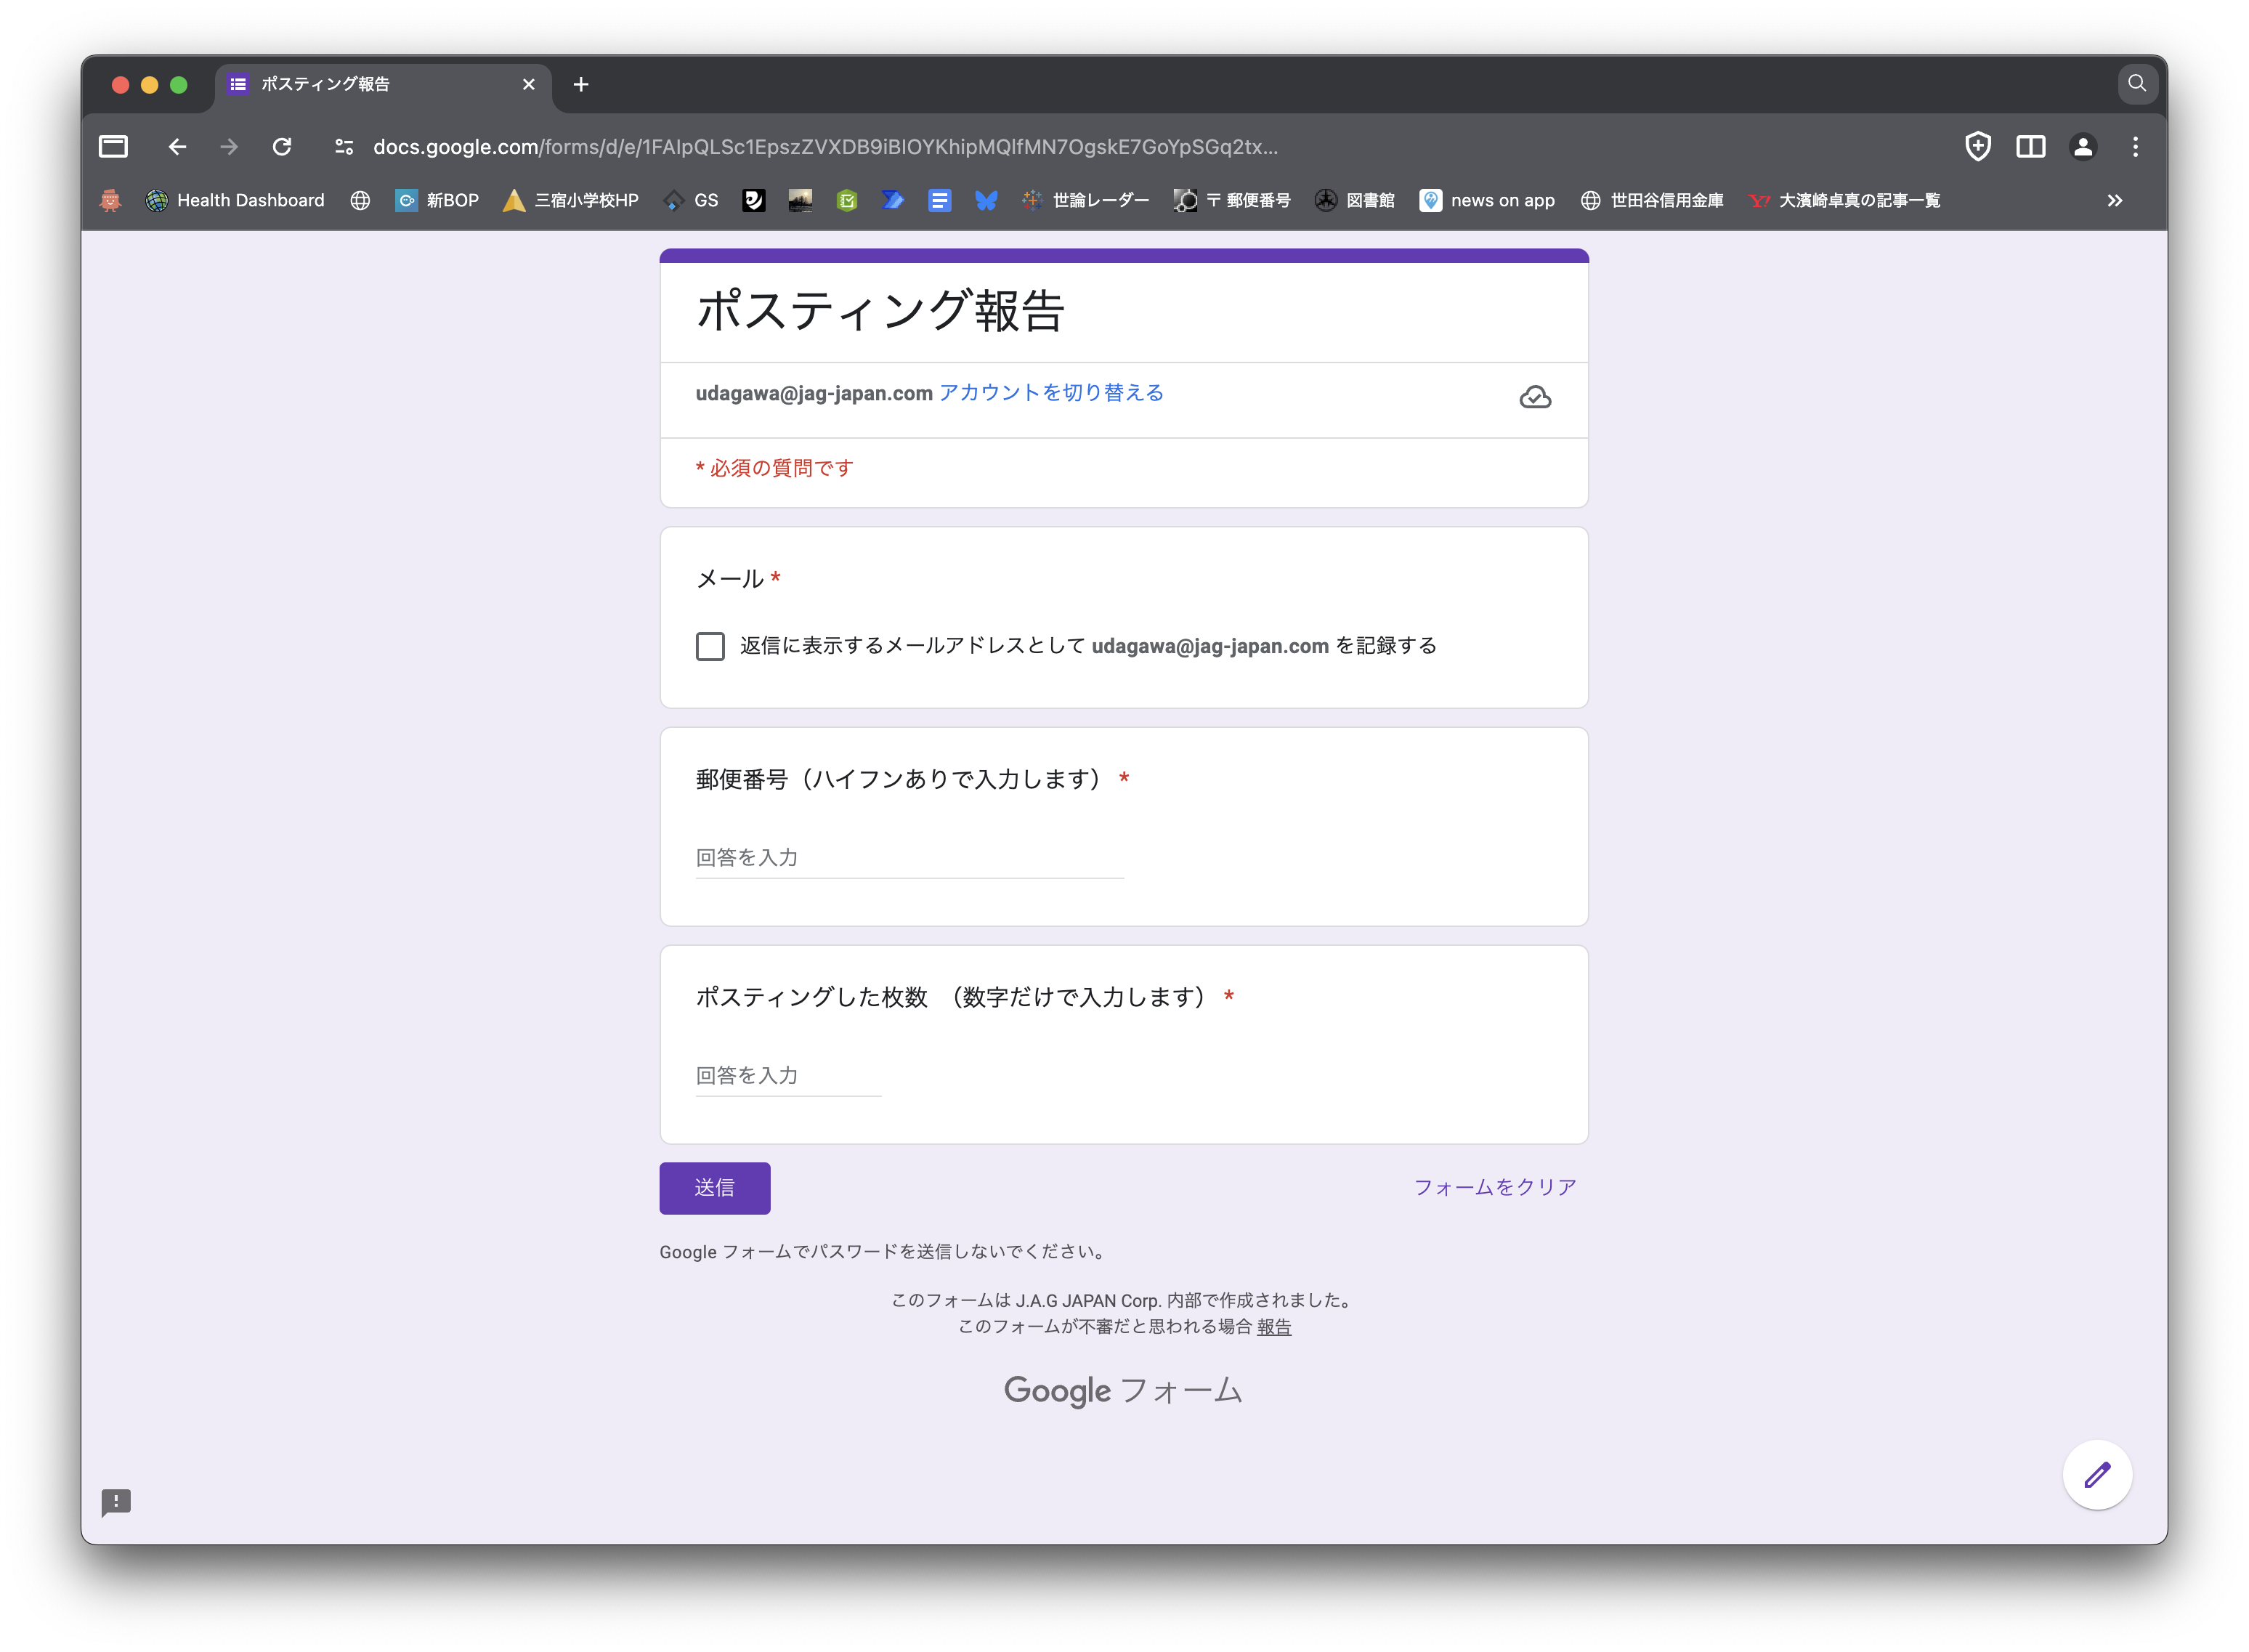 ポスティング報告
docs.google.com/forms/d/e/1FAIpQLSc1EpszZVXDB9iBIOYKhipMQlfMN7OgskE7GoYpSGq2tx...
Health Dashboard 新BOP 三宿小学校HP GS 世論レーダー 〒郵便番号 図書館 news on app 世田谷信用金庫 大濱崎卓真の記事一覧
ポスティング報告
udagawa@jag-japan.com アカウントを切り替える
* 必須の質問です
メール *
返信に表示するメールアドレスとして udagawa@jag-japan.com を記録する
郵便番号（ハイフンありで入力します） *
回答を入力
ポスティングした枚数　（数字だけで入力します） *
回答を入力
送信 フォームをクリア
Google フォームでパスワードを送信しないでください。
このフォームは J.A.G JAPAN Corp. 内部で作成されました。
このフォームが不審だと思われる場合 報告
Google フォーム